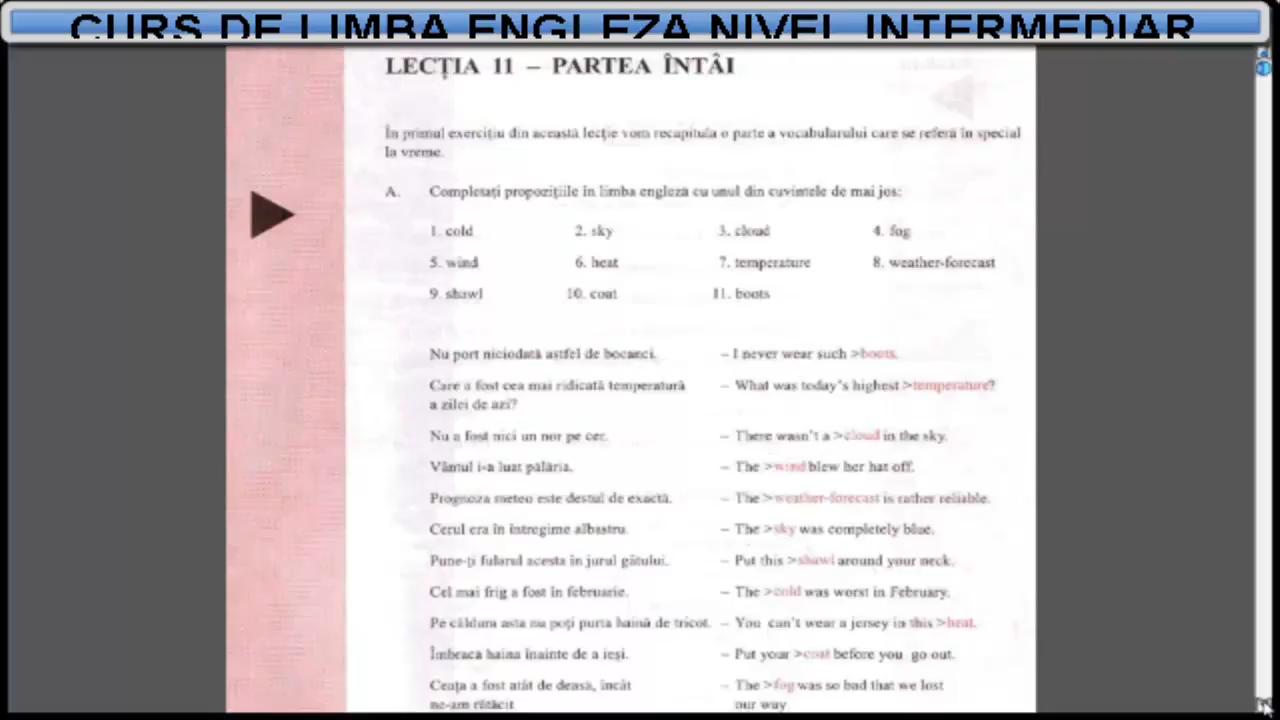 CURS DE LIMBA ENGLEZA NIVEL INTERMEDIAR
LECȚIA 11 – PARTEA ÎNTÂI
În primul exercițiu din această lecție vom recapitula o parte a vocabularului care se referă în special
la vreme.
A. Completați propozițiile în limba engleză cu unul din cuvintele de mai jos:
1. cold 2. sky 3. cloud 4. fog
5. wind 6. heat 7. temperature 8. weather-forecast
9. shawl 10. coat 11. boots
Nu port niciodată astfel de bocanci. – I never wear such >boots.
Care a fost cea mai ridicată temperatură – What was today's highest >temperature?
a zilei de azi?
Nu a fost nici un nor pe cer. – There wasn't a >cloud in the sky.
Vântul i-a luat pălăria. – The >wind blew her hat off.
Prognoza meteo este destul de exactă. – The >weather-forecast is rather reliable.
Cerul era în întregime albastru. – The >sky was completely blue.
Pune-ți fularul acesta în jurul gâtului. – Put this >shawl around your neck.
Cel mai frig a fost în februarie. – The >cold was worst in February.
Pe căldura asta nu poți purta haină de tricot. – You can't wear a jersey in this >heat.
Îmbracă haina înainte de a ieși. – Put your >coat before you go out.
Ceața a fost atât de deasă, încât – The >fog was so bad that we lost
ne-am rătăcit our way.